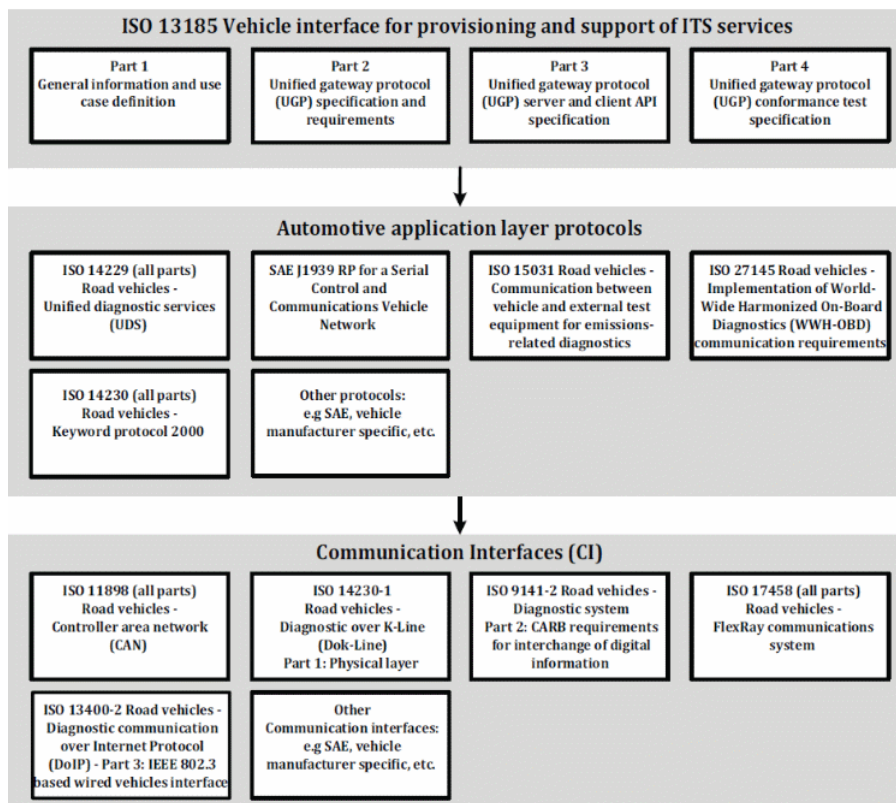 ISO 13185 Vehicle interface for provisioning and support of ITS services
Part 1
General information and use
case definition
Part 2
Unified gateway protocol
(UGP) specification and
requirements
Part 3
Unified gateway protocol
(UGP) server and client API
specification
Part 4
Unified gateway protocol
(UGP) conformance test
specification
Automotive application layer protocols
ISO 14229 (all parts)
Road vehicles -
Unified diagnostic services
(UDS)
SAE J1939 RP for a Serial
Control and
Communications Vehicle
Network
ISO 15031 Road vehicles -
Communication between
vehicle and external test
equipment for emissions-
related diagnostics
ISO 27145 Road vehicles -
Implementation of World-
Wide Harmonized On-Board
Diagnostics (WWH-OBD)
communication requirements
ISO 14230 (all parts)
Road vehicles -
Keyword protocol 2000
Other protocols:
e.g SAE, vehicle
manufacturer specific, etc.
Communication Interfaces (CI)
ISO 11898 (all parts)
Road vehicles -
Controller area network
(CAN)
ISO 14230-1
Road vehicles -
Diagnostic over K-Line
(Dok-Line)
Part 1: Physical layer
ISO 9141-2 Road vehicles -
Diagnostic system
Part 2: CARB requirements
for interchange of digital
information
ISO 17458 (all parts)
Road vehicles -
FlexRay communications
system
ISO 13400-2 Road vehicles -
Diagnostic communication
over Internet Protocol
(DoIP) - Part 3: IEEE 802.3
based wired vehicles interface
Other
Communication interfaces:
e.g SAE, vehicle
manufacturer specific, etc.